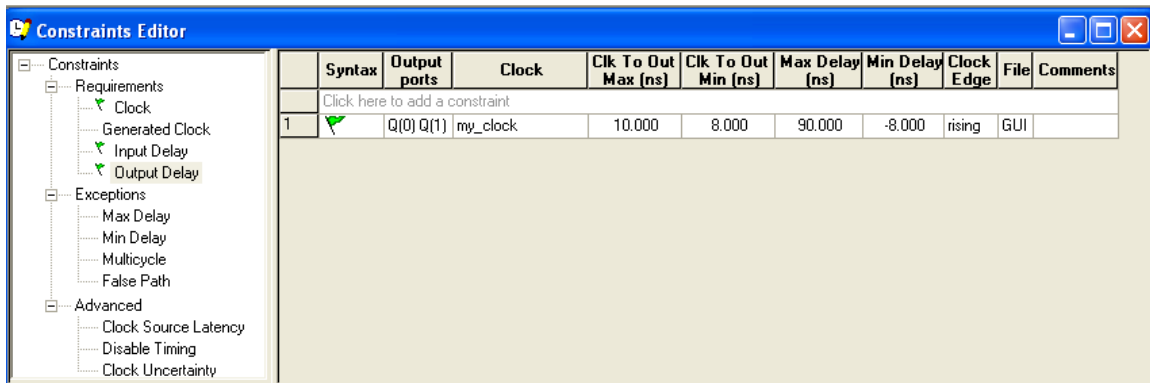 Constraints Editor
Constraints
Requirements
Clock
Generated Clock
Input Delay
Output Delay
Exceptions
Max Delay
Min Delay
Multicycle
False Path
Advanced
Clock Source Latency
Disable Timing
Clock Uncertainty
Syntax Output ports Clock Clk To Out Max (ns) Clk To Out Min (ns) Max Delay (ns) Min Delay (ns) Clock Edge File Comments
Click here to add a constraint
1 Q(0) Q(1) my_clock 10.000 8.000 90.000 -8.000 rising GUI